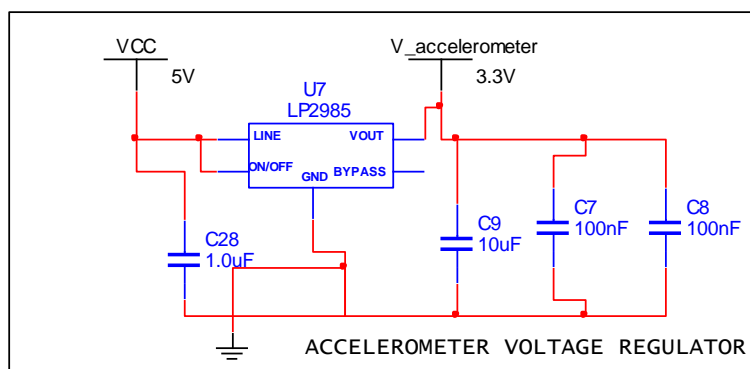 VCC
5V
V_accelerometer
3.3V
U7
LP2985
LINE
VOUT
ON/OFF
GND
BYPASS
C28
1.0uF
C9
10uF
C7
100nF
C8
100nF
ACCELEROMETER VOLTAGE REGULATOR